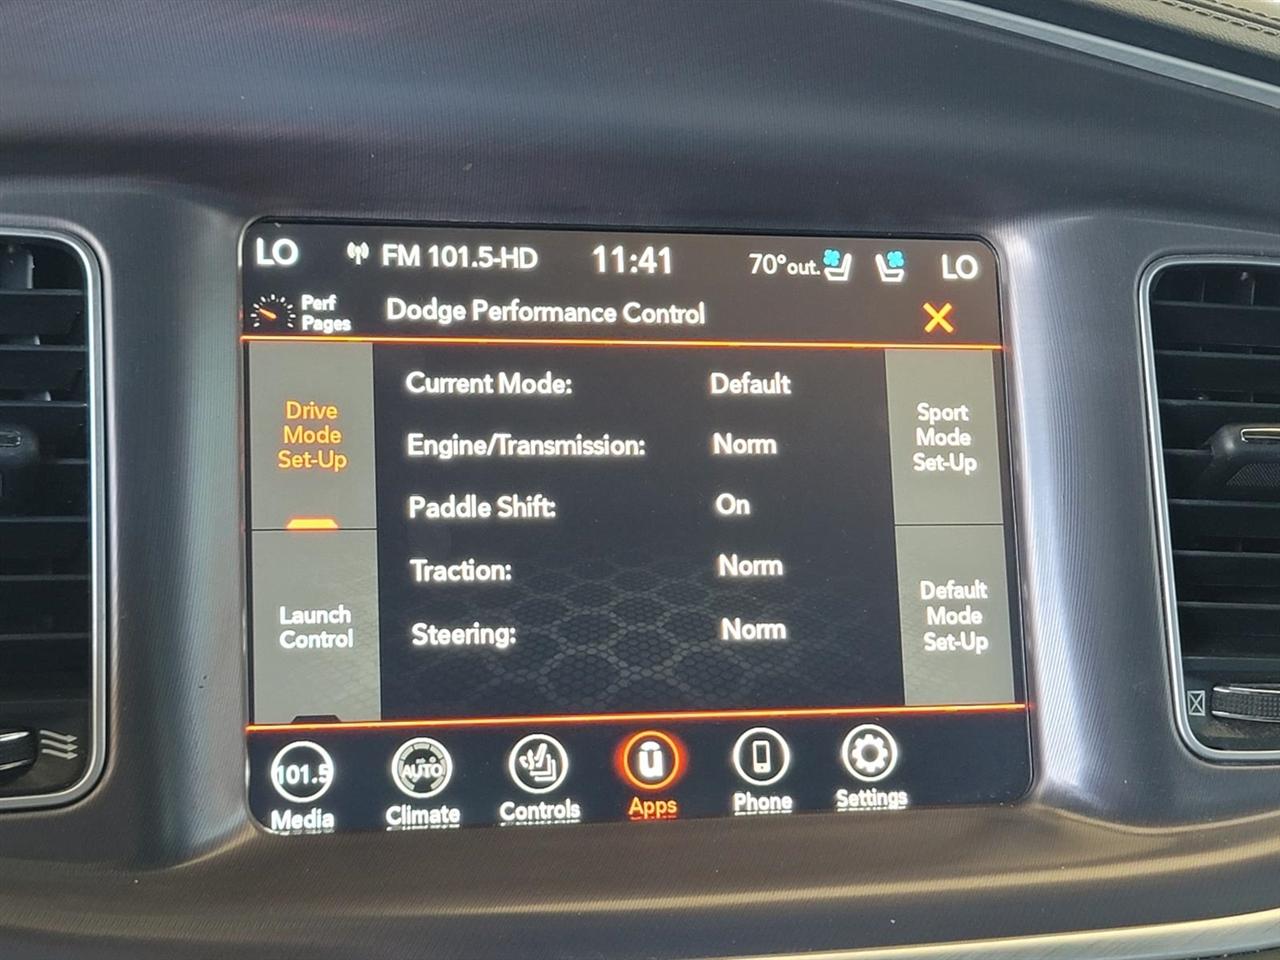 LO FM 101.5-HD 11:41 70° out. LO
Perf
Pages
Dodge Performance Control
Drive
Mode
Set-Up
Launch
Control
Current Mode: Default
Engine/Transmission: Norm
Paddle Shift: On
Traction: Norm
Steering: Norm
Sport
Mode
Set-Up
Default
Mode
Set-Up
101.5
Media
AUTO
Climate
Controls
ū
Apps
Phone
Settings